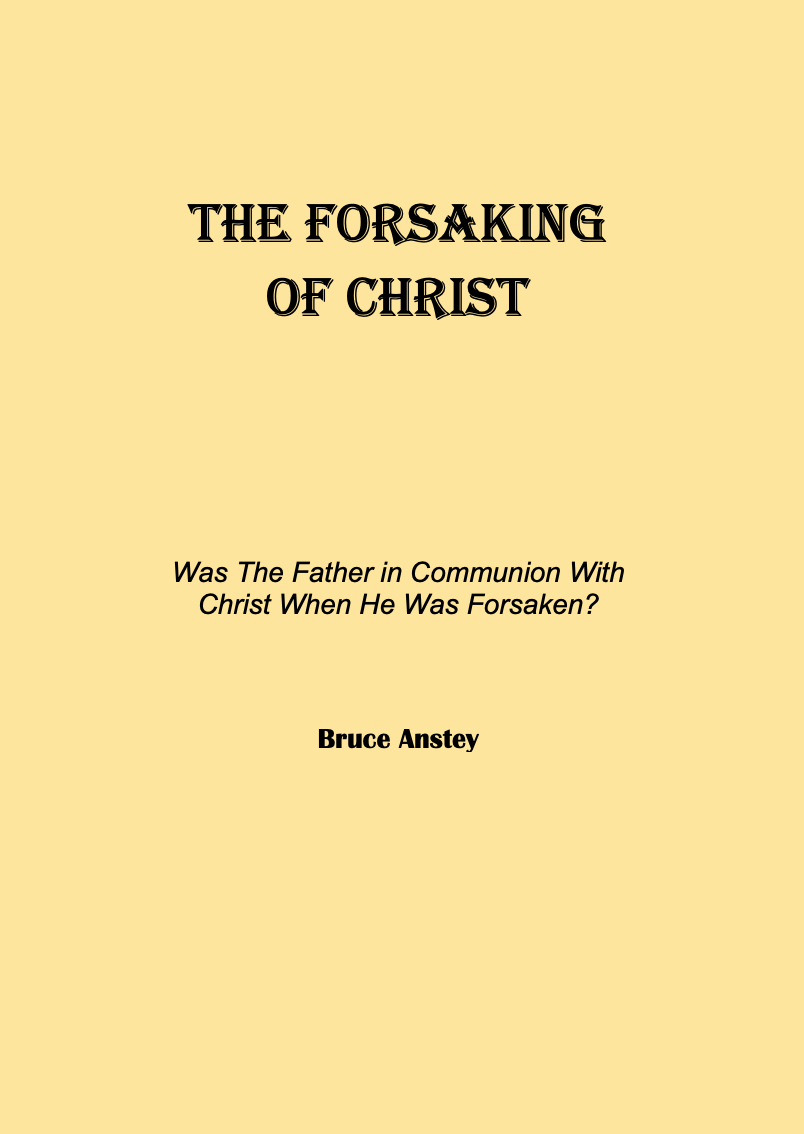 THE FORSAKING
OF CHRIST
Was The Father in Communion With
Christ When He Was Forsaken?
Bruce Anstey